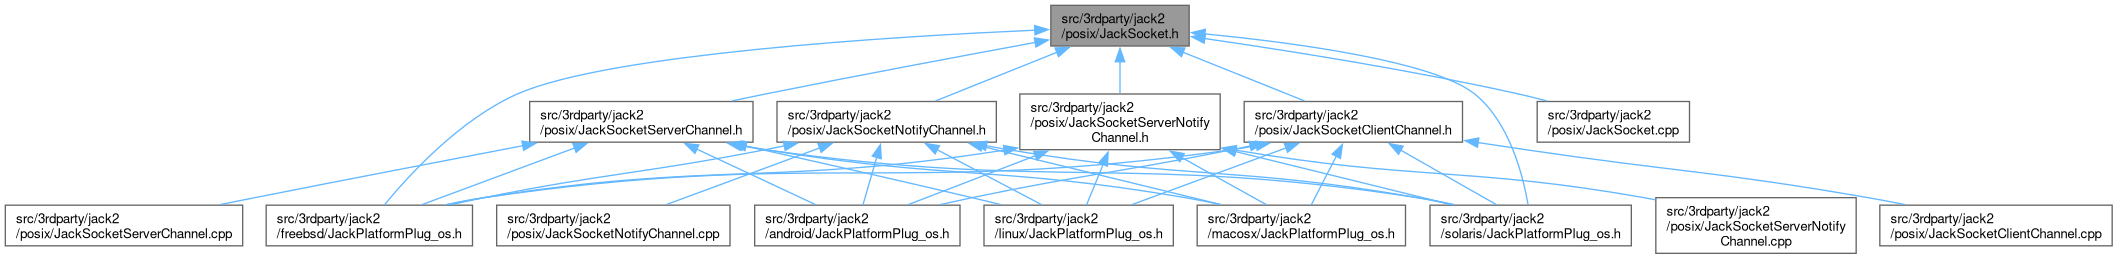 src/3rdparty/jack2
/posix/JackSocket.h
src/3rdparty/jack2
/posix/JackSocketServerChannel.h
src/3rdparty/jack2
/posix/JackSocketNotifyChannel.h
src/3rdparty/jack2
/posix/JackSocketServerNotify
Channel.h
src/3rdparty/jack2
/posix/JackSocketClientChannel.h
src/3rdparty/jack2
/posix/JackSocket.cpp
src/3rdparty/jack2
/posix/JackSocketServerChannel.cpp
src/3rdparty/jack2
/freebsd/JackPlatformPlug_os.h
src/3rdparty/jack2
/posix/JackSocketNotifyChannel.cpp
src/3rdparty/jack2
/android/JackPlatformPlug_os.h
src/3rdparty/jack2
/linux/JackPlatformPlug_os.h
src/3rdparty/jack2
/macosx/JackPlatformPlug_os.h
src/3rdparty/jack2
/solaris/JackPlatformPlug_os.h
src/3rdparty/jack2
/posix/JackSocketServerNotify
Channel.cpp
src/3rdparty/jack2
/posix/JackSocketClientChannel.cpp